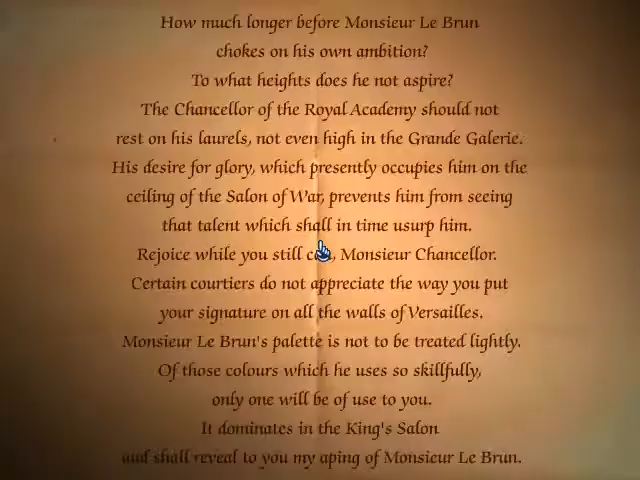 How much longer before Monsieur Le Brun
chokes on his own ambition?
To what heights does he not aspire?
The Chancellor of the Royal Academy should not
rest on his laurels, not even high in the Grande Galerie.
His desire for glory, which presently occupies him on the
ceiling of the Salon of War, prevents him from seeing
that talent which shall in time usurp him.
Rejoice while you still can, Monsieur Chancellor.
Certain courtiers do not appreciate the way you put
your signature on all the walls of Versailles.
Monsieur Le Brun's palette is not to be treated lightly.
Of those colours which he uses so skillfully,
only one will be of use to you.
It dominates in the King's Salon
and shall reveal to you my aping of Monsieur Le Brun.